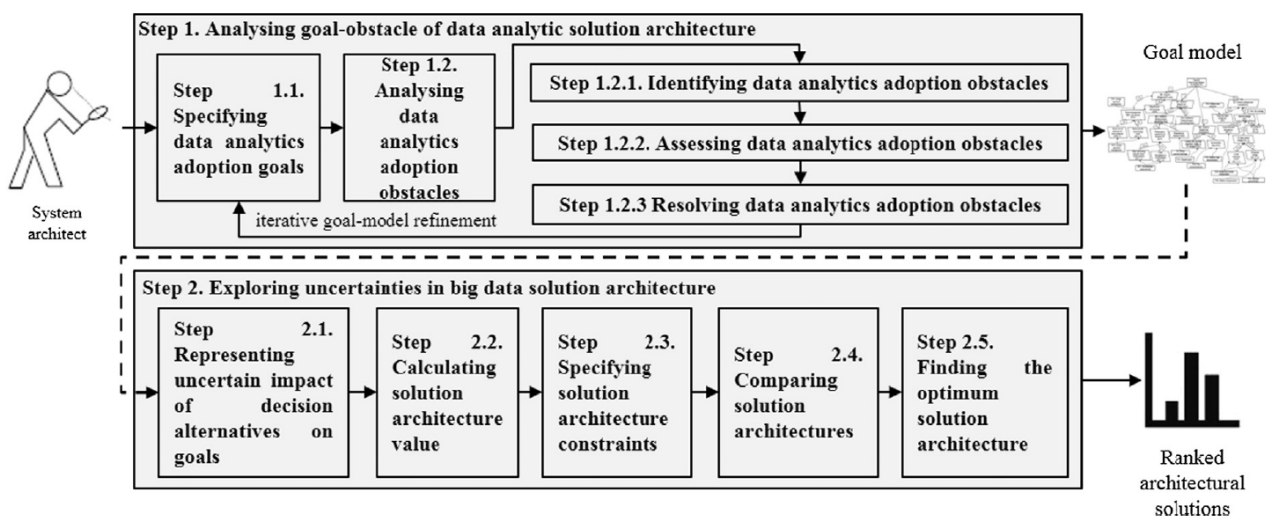 Step 1. Analysing goal-obstacle of data analytic solution architecture
Goal model
System
architect
Step 1.1.
Specifying
data analytics
adoption goals
Step 1.2.
Analysing
data
analytics
adoption
obstacles
Step 1.2.1. Identifying data analytics adoption obstacles
Step 1.2.2. Assessing data analytics adoption obstacles
Step 1.2.3 Resolving data analytics adoption obstacles
iterative goal-model refinement
Step 2. Exploring uncertainties in big data solution architecture
Step 2.1.
Representing
uncertain impact
of decision
alternatives on
goals
Step 2.2.
Calculating
solution
architecture
value
Step 2.3.
Specifying
solution
architecture
constraints
Step 2.4.
Comparing
solution
architectures
Step 2.5.
Finding the
optimum
solution
architecture
Ranked
architectural
solutions